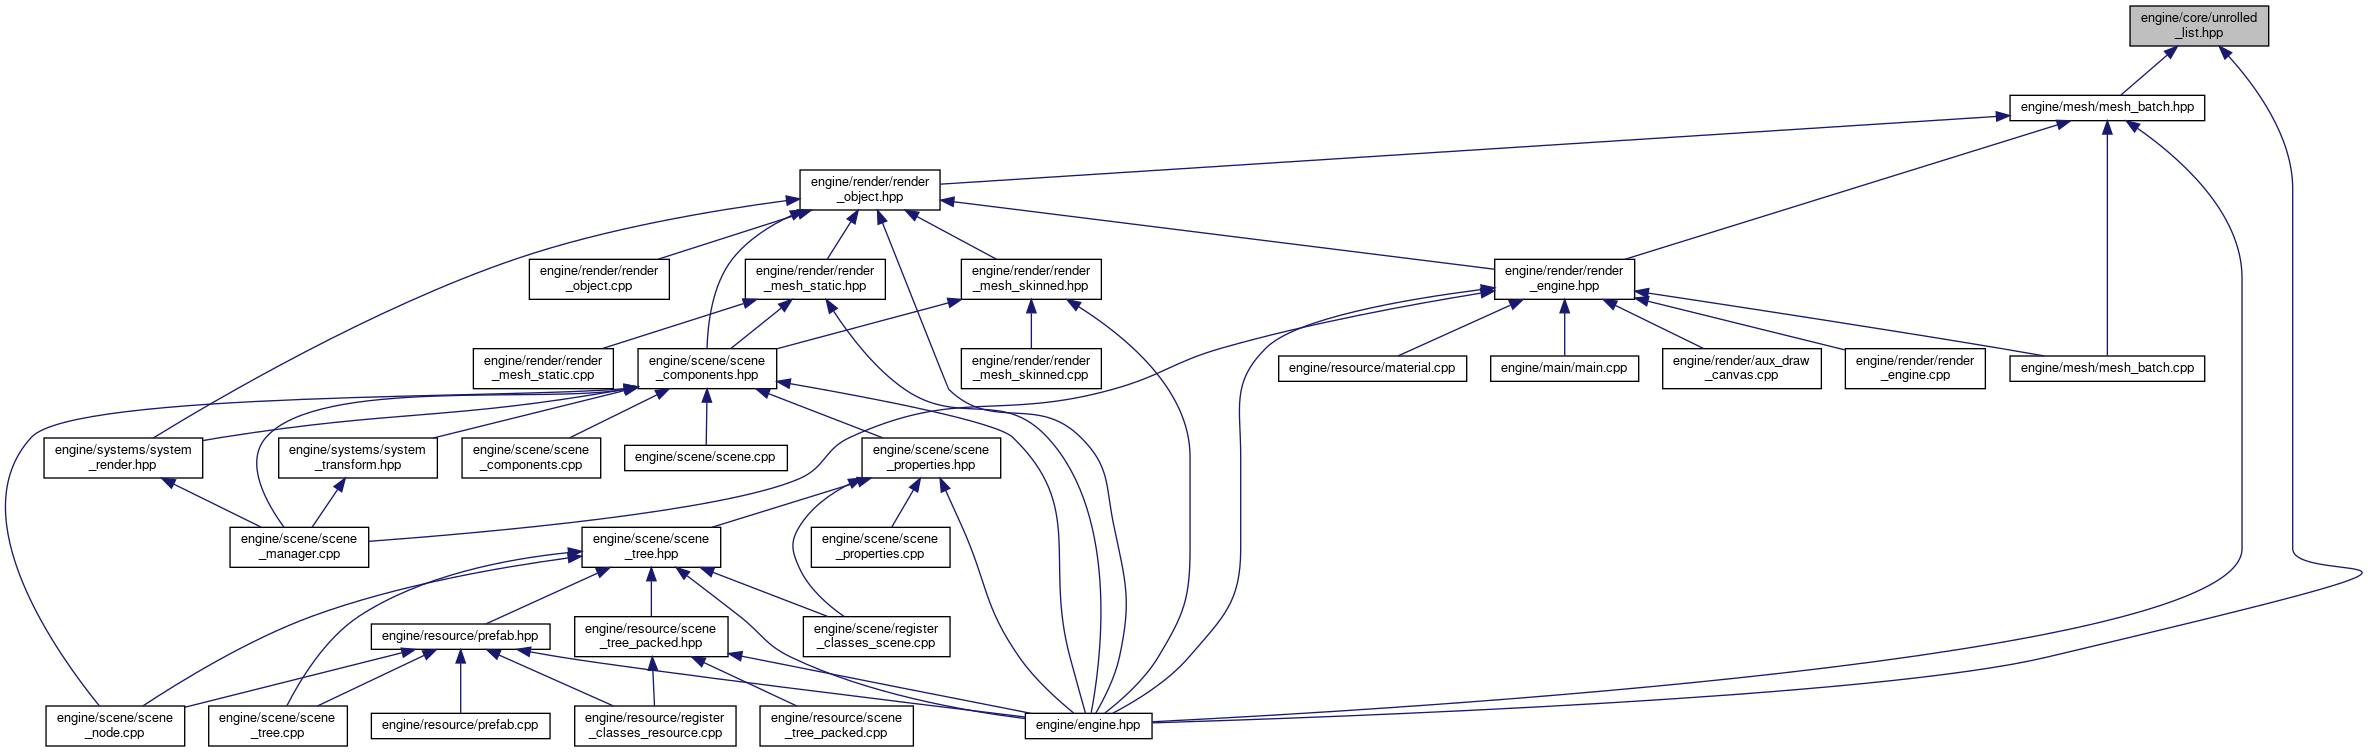 engine/core/unrolled
_list.hpp
engine/mesh/mesh_batch.hpp
engine/render/render
_object.hpp
engine/render/render
_object.cpp
engine/render/render
_mesh_static.hpp
engine/render/render
_mesh_skinned.hpp
engine/render/render
_engine.hpp
engine/render/render
_mesh_static.cpp
engine/scene/scene
_components.hpp
engine/render/render
_mesh_skinned.cpp
engine/resource/material.cpp
engine/main/main.cpp
engine/render/aux_draw
_canvas.cpp
engine/render/render
_engine.cpp
engine/mesh/mesh_batch.cpp
engine/systems/system
_render.hpp
engine/systems/system
_transform.hpp
engine/scene/scene
_components.cpp
engine/scene/scene.cpp
engine/scene/scene
_properties.hpp
engine/scene/scene
_manager.cpp
engine/scene/scene
_tree.hpp
engine/scene/scene
_properties.cpp
engine/resource/prefab.hpp
engine/resource/scene
_tree_packed.hpp
engine/scene/register
_classes_scene.cpp
engine/scene/scene
_node.cpp
engine/scene/scene
_tree.cpp
engine/resource/prefab.cpp
engine/resource/register
_classes_resource.cpp
engine/resource/scene
_tree_packed.cpp
engine/engine.hpp